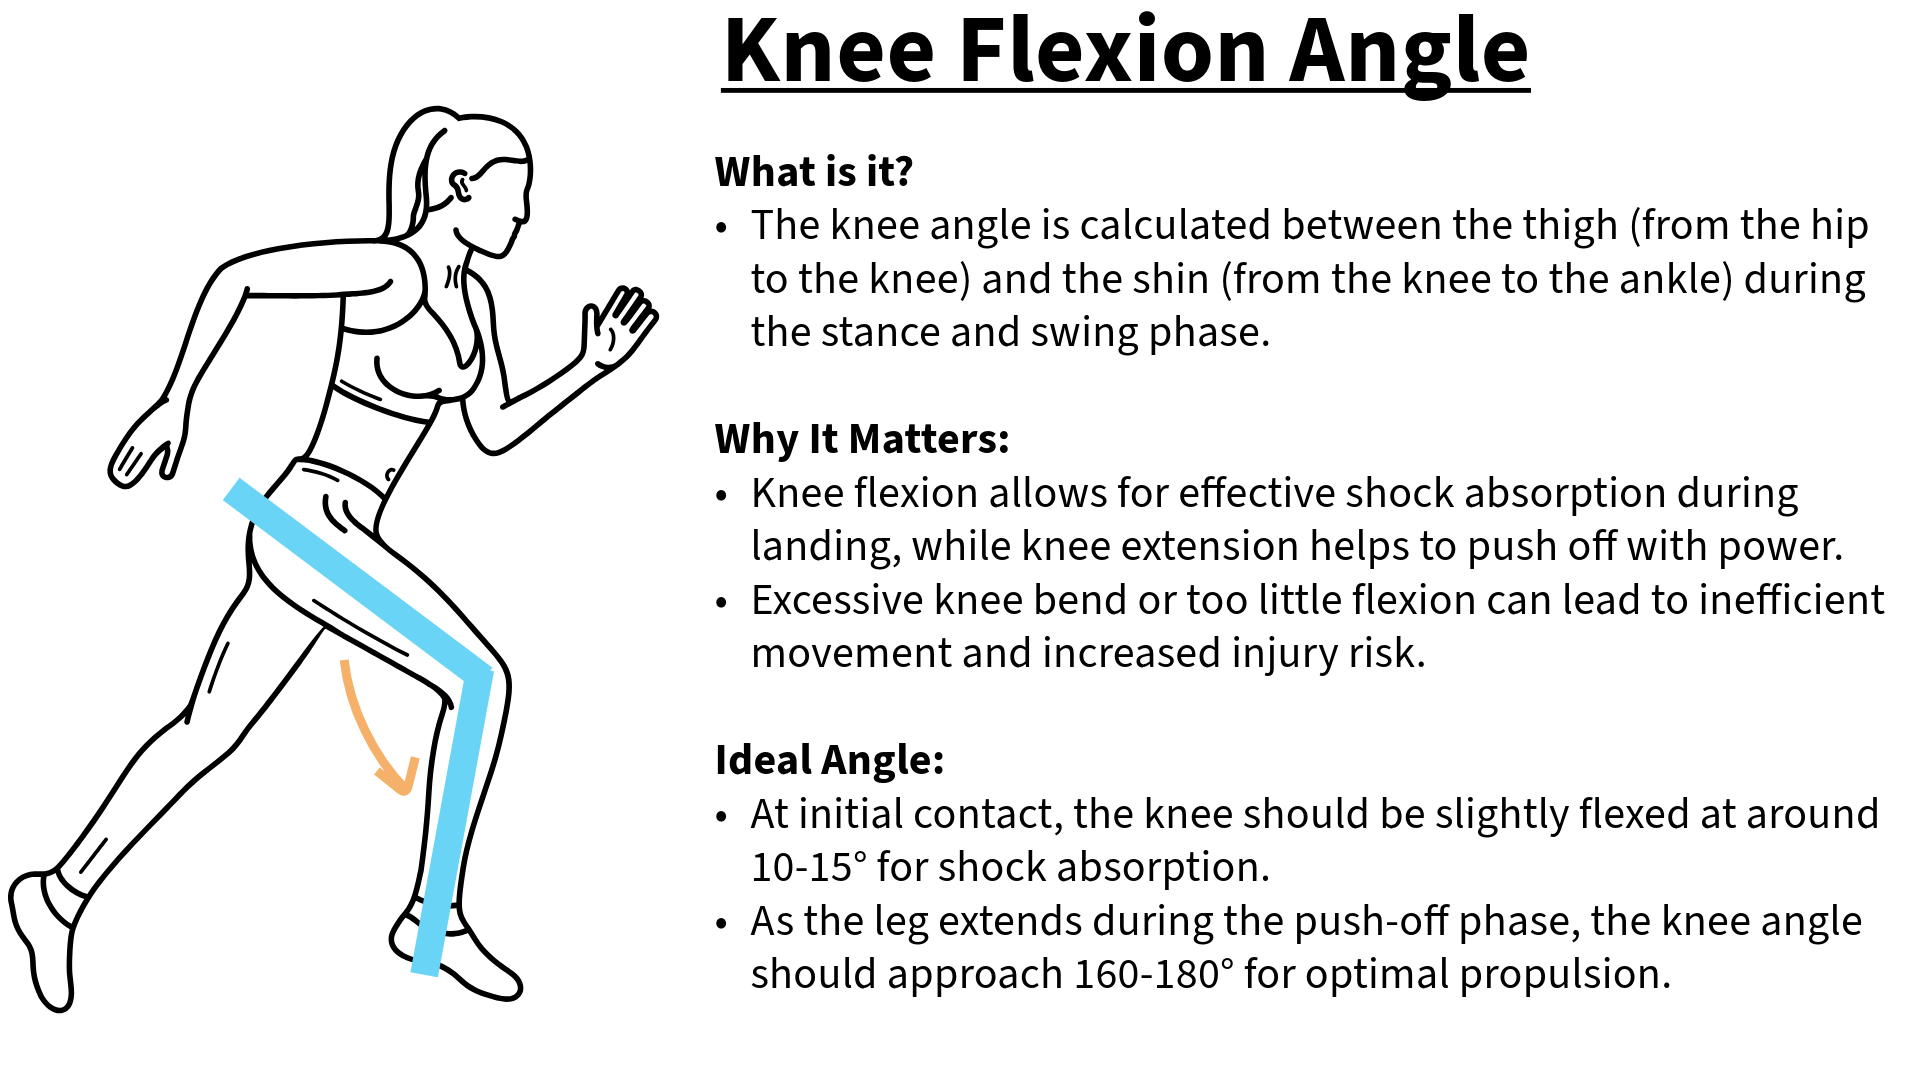 Knee Flexion Angle
What is it?
• The knee angle is calculated between the thigh (from the hip
to the knee) and the shin (from the knee to the ankle) during
the stance and swing phase.
Why It Matters:
• Knee flexion allows for effective shock absorption during
landing, while knee extension helps to push off with power.
• Excessive knee bend or too little flexion can lead to inefficient
movement and increased injury risk.
Ideal Angle:
• At initial contact, the knee should be slightly flexed at around
10-15° for shock absorption.
• As the leg extends during the push-off phase, the knee angle
should approach 160-180° for optimal propulsion.